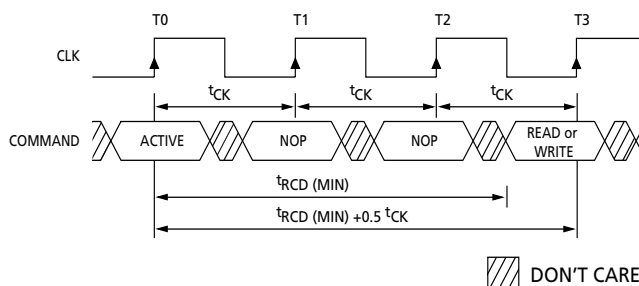 T0 T1 T2 T3
CLK
tCK tCK tCK
COMMAND ACTIVE NOP NOP READ or
WRITE
tRCD (MIN)
tRCD (MIN) +0.5 tCK
DON'T CARE